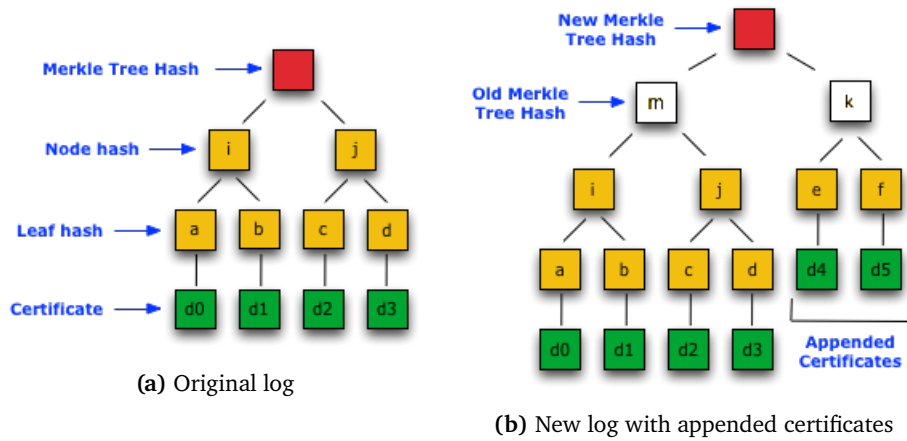 Merkle Tree Hash
Node hash
i
j
Leaf hash
a
b
c
d
Certificate
d0
d1
d2
d3
(a) Original log
New Merkle
Tree Hash
Old Merkle
Tree Hash
m
k
i
j
e
f
a
b
c
d
d4
d5
d0
d1
d2
d3
Appended
Certificates
(b) New log with appended certificates